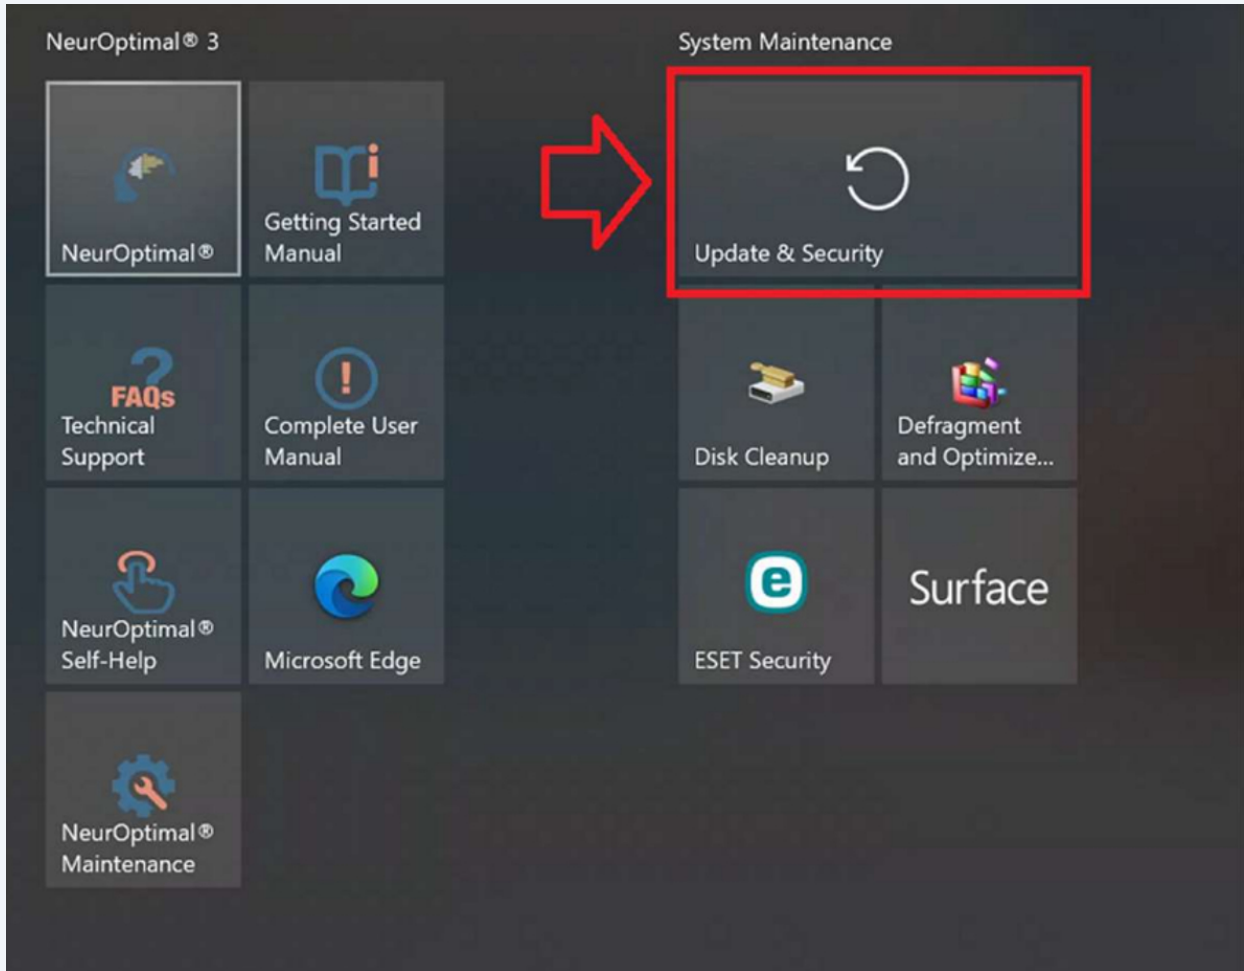 NeurOptimal® 3
NeurOptimal®
i
Getting Started
Manual
?
FAQs
Technical
Support
!
Complete User
Manual
NeurOptimal®
Self-Help
Microsoft Edge
NeurOptimal®
Maintenance
System Maintenance
Update & Security
Disk Cleanup
Defragment
and Optimize...
e
ESET Security
Surface